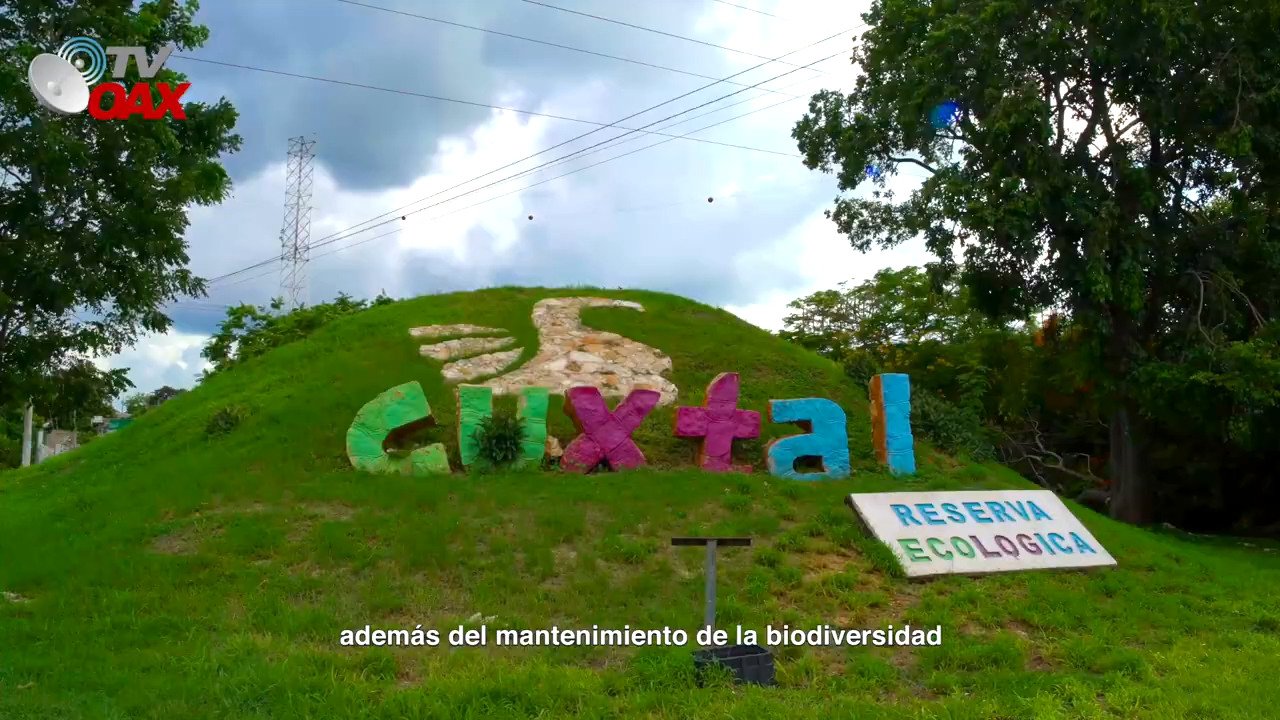 TV
OAX
cuxtal
RESERVA
ECOLOGICA
además del mantenimiento de la biodiversidad